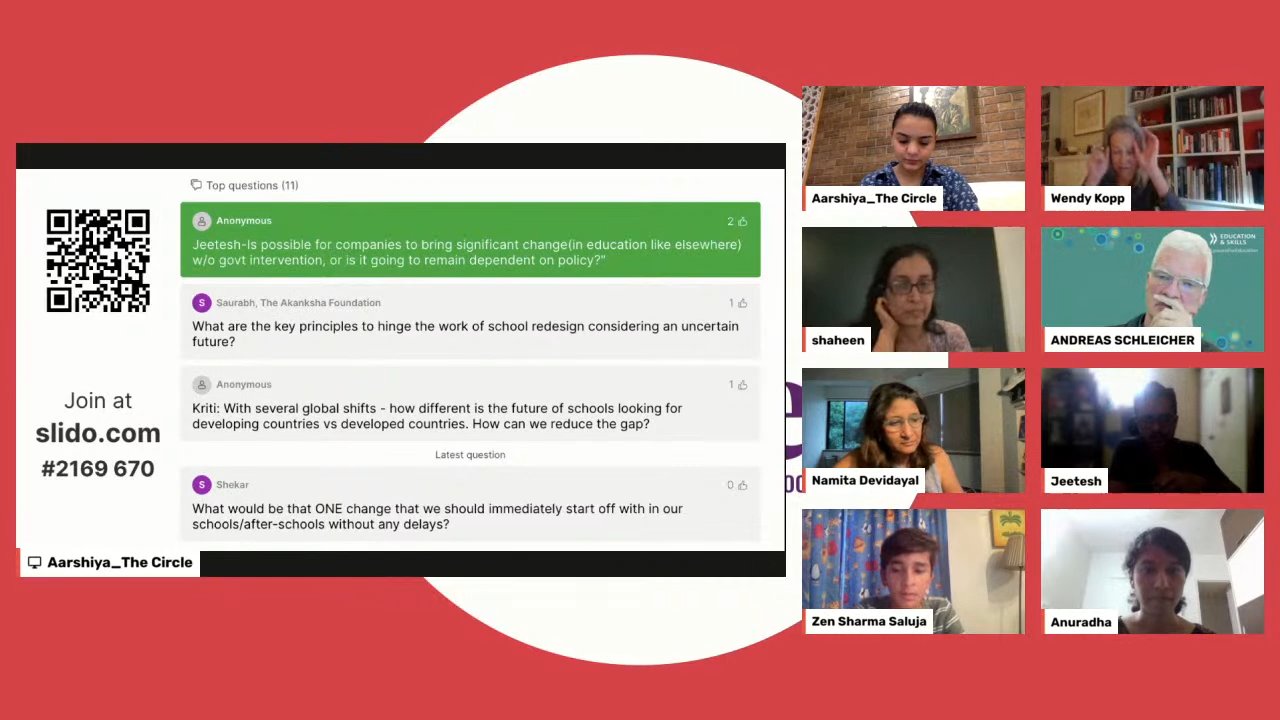 Top questions (11)
Anonymous
2
Jeetesh-Is possible for companies to bring significant change(in education like elsewhere)
w/o govt intervention, or is it going to remain dependent on policy?"
S
Saurabh, The Akanksha Foundation
1
What are the key principles to hinge the work of school redesign considering an uncertain
future?
Anonymous
1
Kriti: With several global shifts - how different is the future of schools looking for
developing countries vs developed countries. How can we reduce the gap?
Latest question
S
Shekar
0
What would be that ONE change that we should immediately start off with in our
schools/after-schools without any delays?
Join at
slido.com
#2169 670
Aarshiya_The Circle
Aarshiya_The Circle
Wendy Kopp
shaheen
EDUCATION
& SKILLS
ANDREAS SCHLEICHER
Namita Devidayal
Jeetesh
Zen Sharma Saluja
Anuradha